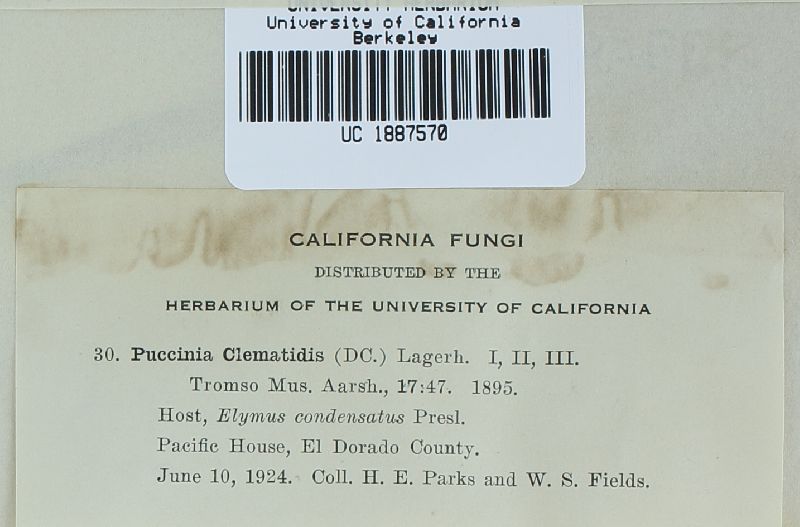 UNIVERSITY HERBARIUM
University of California
Berkeley
UC 1887570
CALIFORNIA FUNGI
DISTRIBUTED BY THE
HERBARIUM OF THE UNIVERSITY OF CALIFORNIA
30. Puccinia Clematidis (DC.) Lagerh. I, II, III.
Tromso Mus. Aarsh., 17:47. 1895.
Host, Elymus condensatus Presl.
Pacific House, El Dorado County.
June 10, 1924. Coll. H. E. Parks and W. S. Fields.